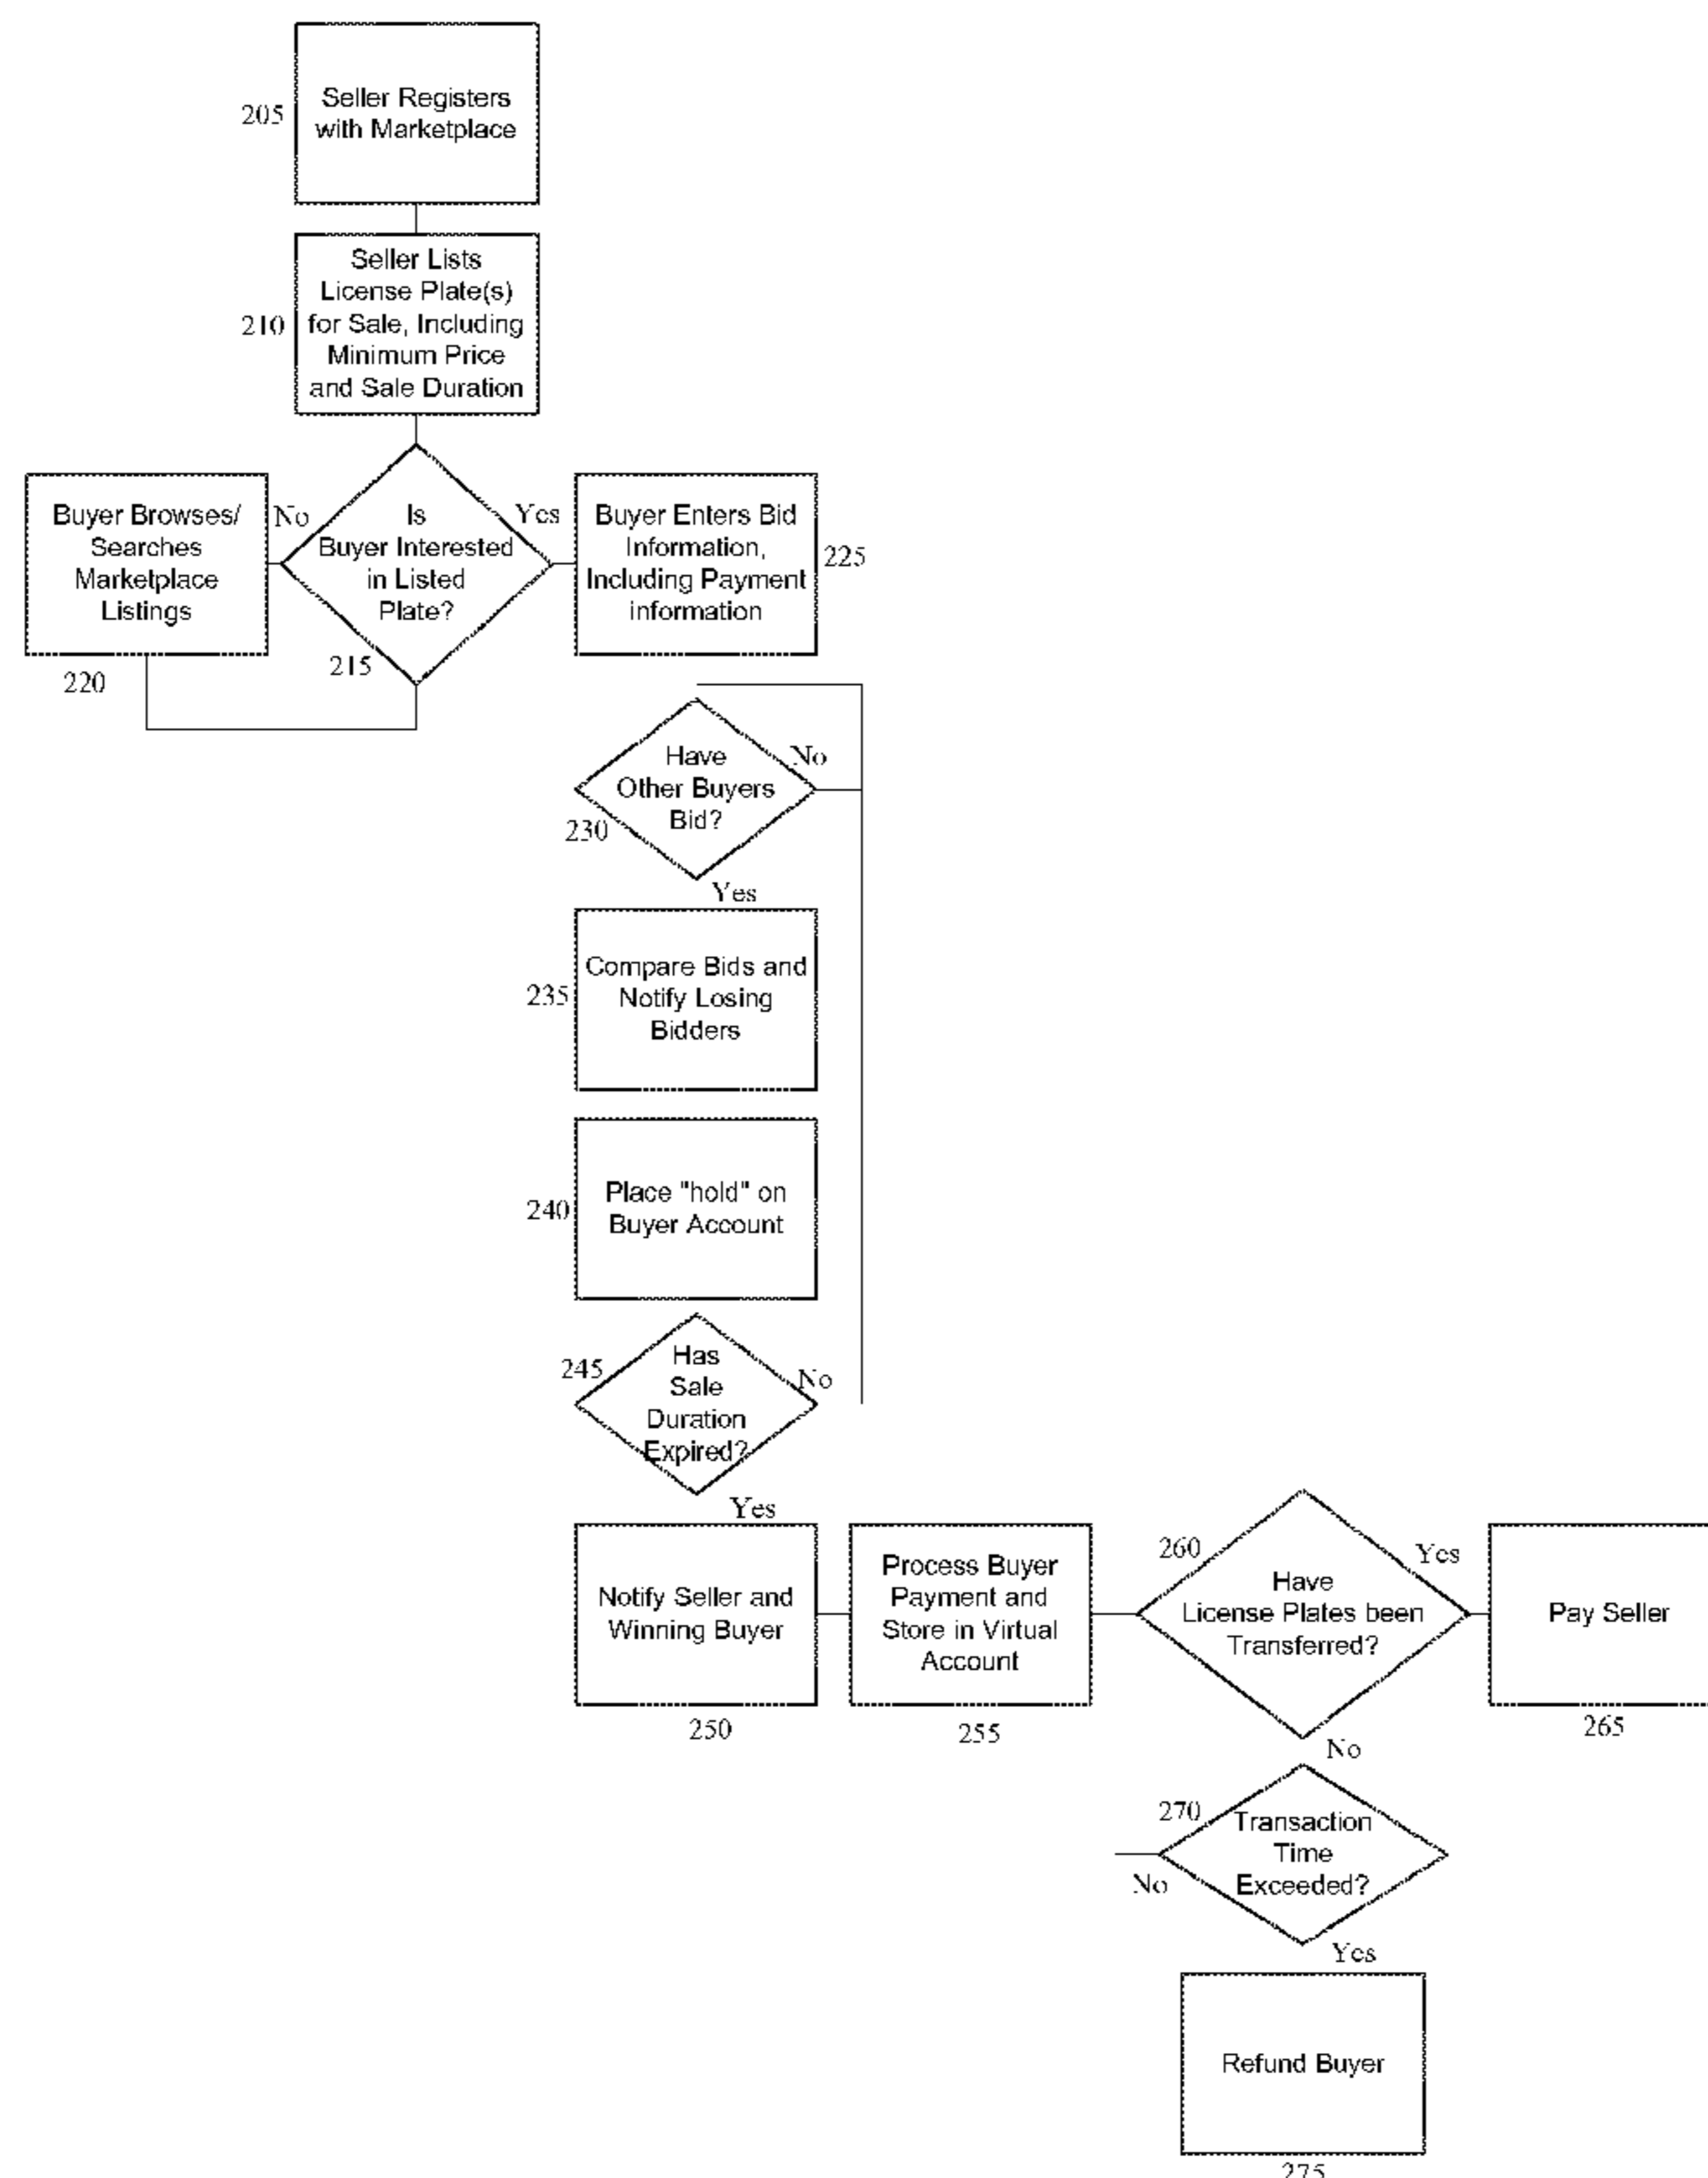 205
Seller Registers
with Marketplace
210
Seller Lists
License Plate(s)
for Sale, Including
Minimum Price
and Sale Duration
Buyer Browses/
Searches
Marketplace
Listings
220
No
Is
Buyer Interested
in Listed
Plate?
215
Yes
Buyer Enters Bid
Information,
Including Payment
information
225
Have
Other Buyers
Bid?
230
No
Yes
235
Compare Bids and
Notify Losing
Bidders
240
Place "hold" on
Buyer Account
245
Has
Sale
Duration
Expired?
No
Yes
Notify Seller and
Winning Buyer
250
Process Buyer
Payment and
Store in Virtual
Account
255
260
Have
License Plates been
Transferred?
Yes
Pay Seller
265
No
270
Transaction
Time
Exceeded?
No
Yes
Refund Buyer
275